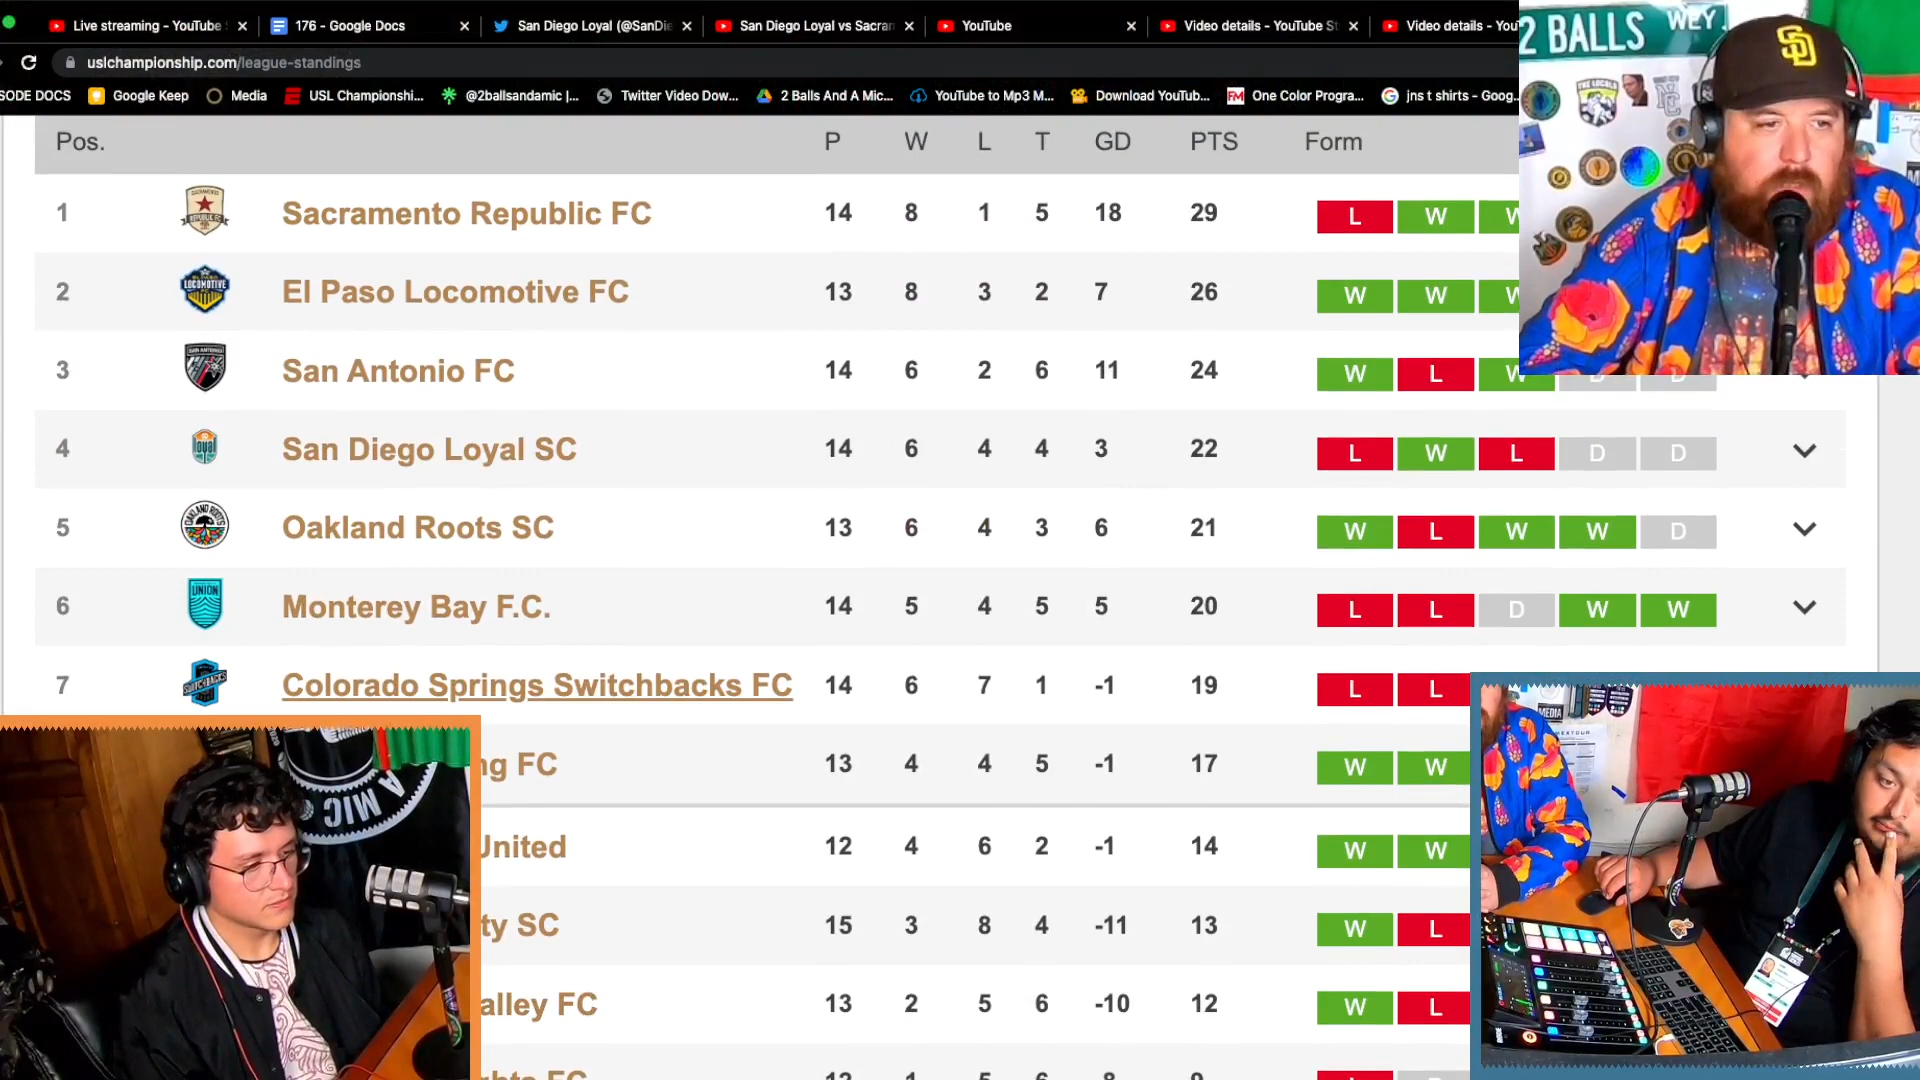 Live streaming - YouTube
176 - Google Docs
San Diego Loyal (@SanDie
San Diego Loyal vs Sacran
YouTube
Video details - YouTube St
Video details - You
uslchampionship.com/league-standings
SODE DOCS
Google Keep
Media
USL Championshi...
@2ballsandamic |...
Twitter Video Dow...
2 Balls And A Mic...
YouTube to Mp3 M...
Download YouTub...
One Color Progra...
jns t shirts - Goog...
2 BALLS WEY
SD
Pos. P W L T GD PTS Form
1 Sacramento Republic FC 14 8 1 5 18 29 L W W
2 El Paso Locomotive FC 13 8 3 2 7 26 W W W
3 San Antonio FC 14 6 2 6 11 24 W L W D D
4 San Diego Loyal SC 14 6 4 4 3 22 L W L D D
5 Oakland Roots SC 13 6 4 3 6 21 W L W W D
6 Monterey Bay F.C. 14 5 4 5 5 20 L L D W W
7 Colorado Springs Switchbacks FC 14 6 7 1 -1 19 L L
ng FC 13 4 4 5 -1 17 W W
United 12 4 6 2 -1 14 W W
ty SC 15 3 8 4 -11 13 W L
alley FC 13 2 5 6 -10 12 W L
A MIC
MEDIA